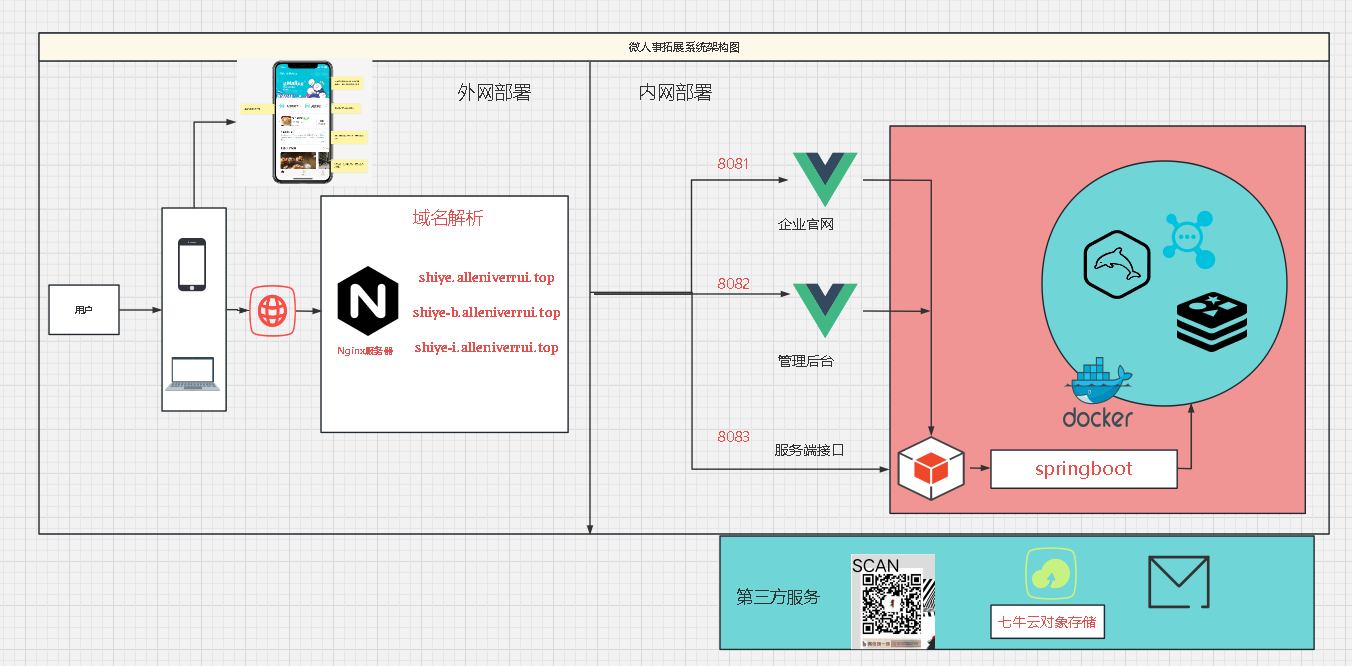 微人事拓展系统架构图
外网部署
内网部署
用户
域名解析
shiye.alleniverrui.top
shiye-b.alleniverrui.top
shiye-i.alleniverrui.top
Nginx服务器
8081
企业官网
8082
管理后台
8083
服务端接口
docker
springboot
第三方服务
SCAN
七牛云对象存储